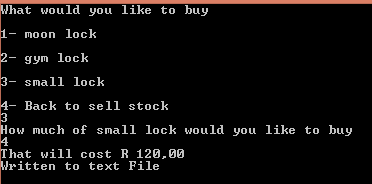 What would you like to buy
1- moon lock
2- gym lock
3- small lock
4- Back to sell stock
3
How much of small lock would you like to buy
4
That will cost R 120,00
Written to text File